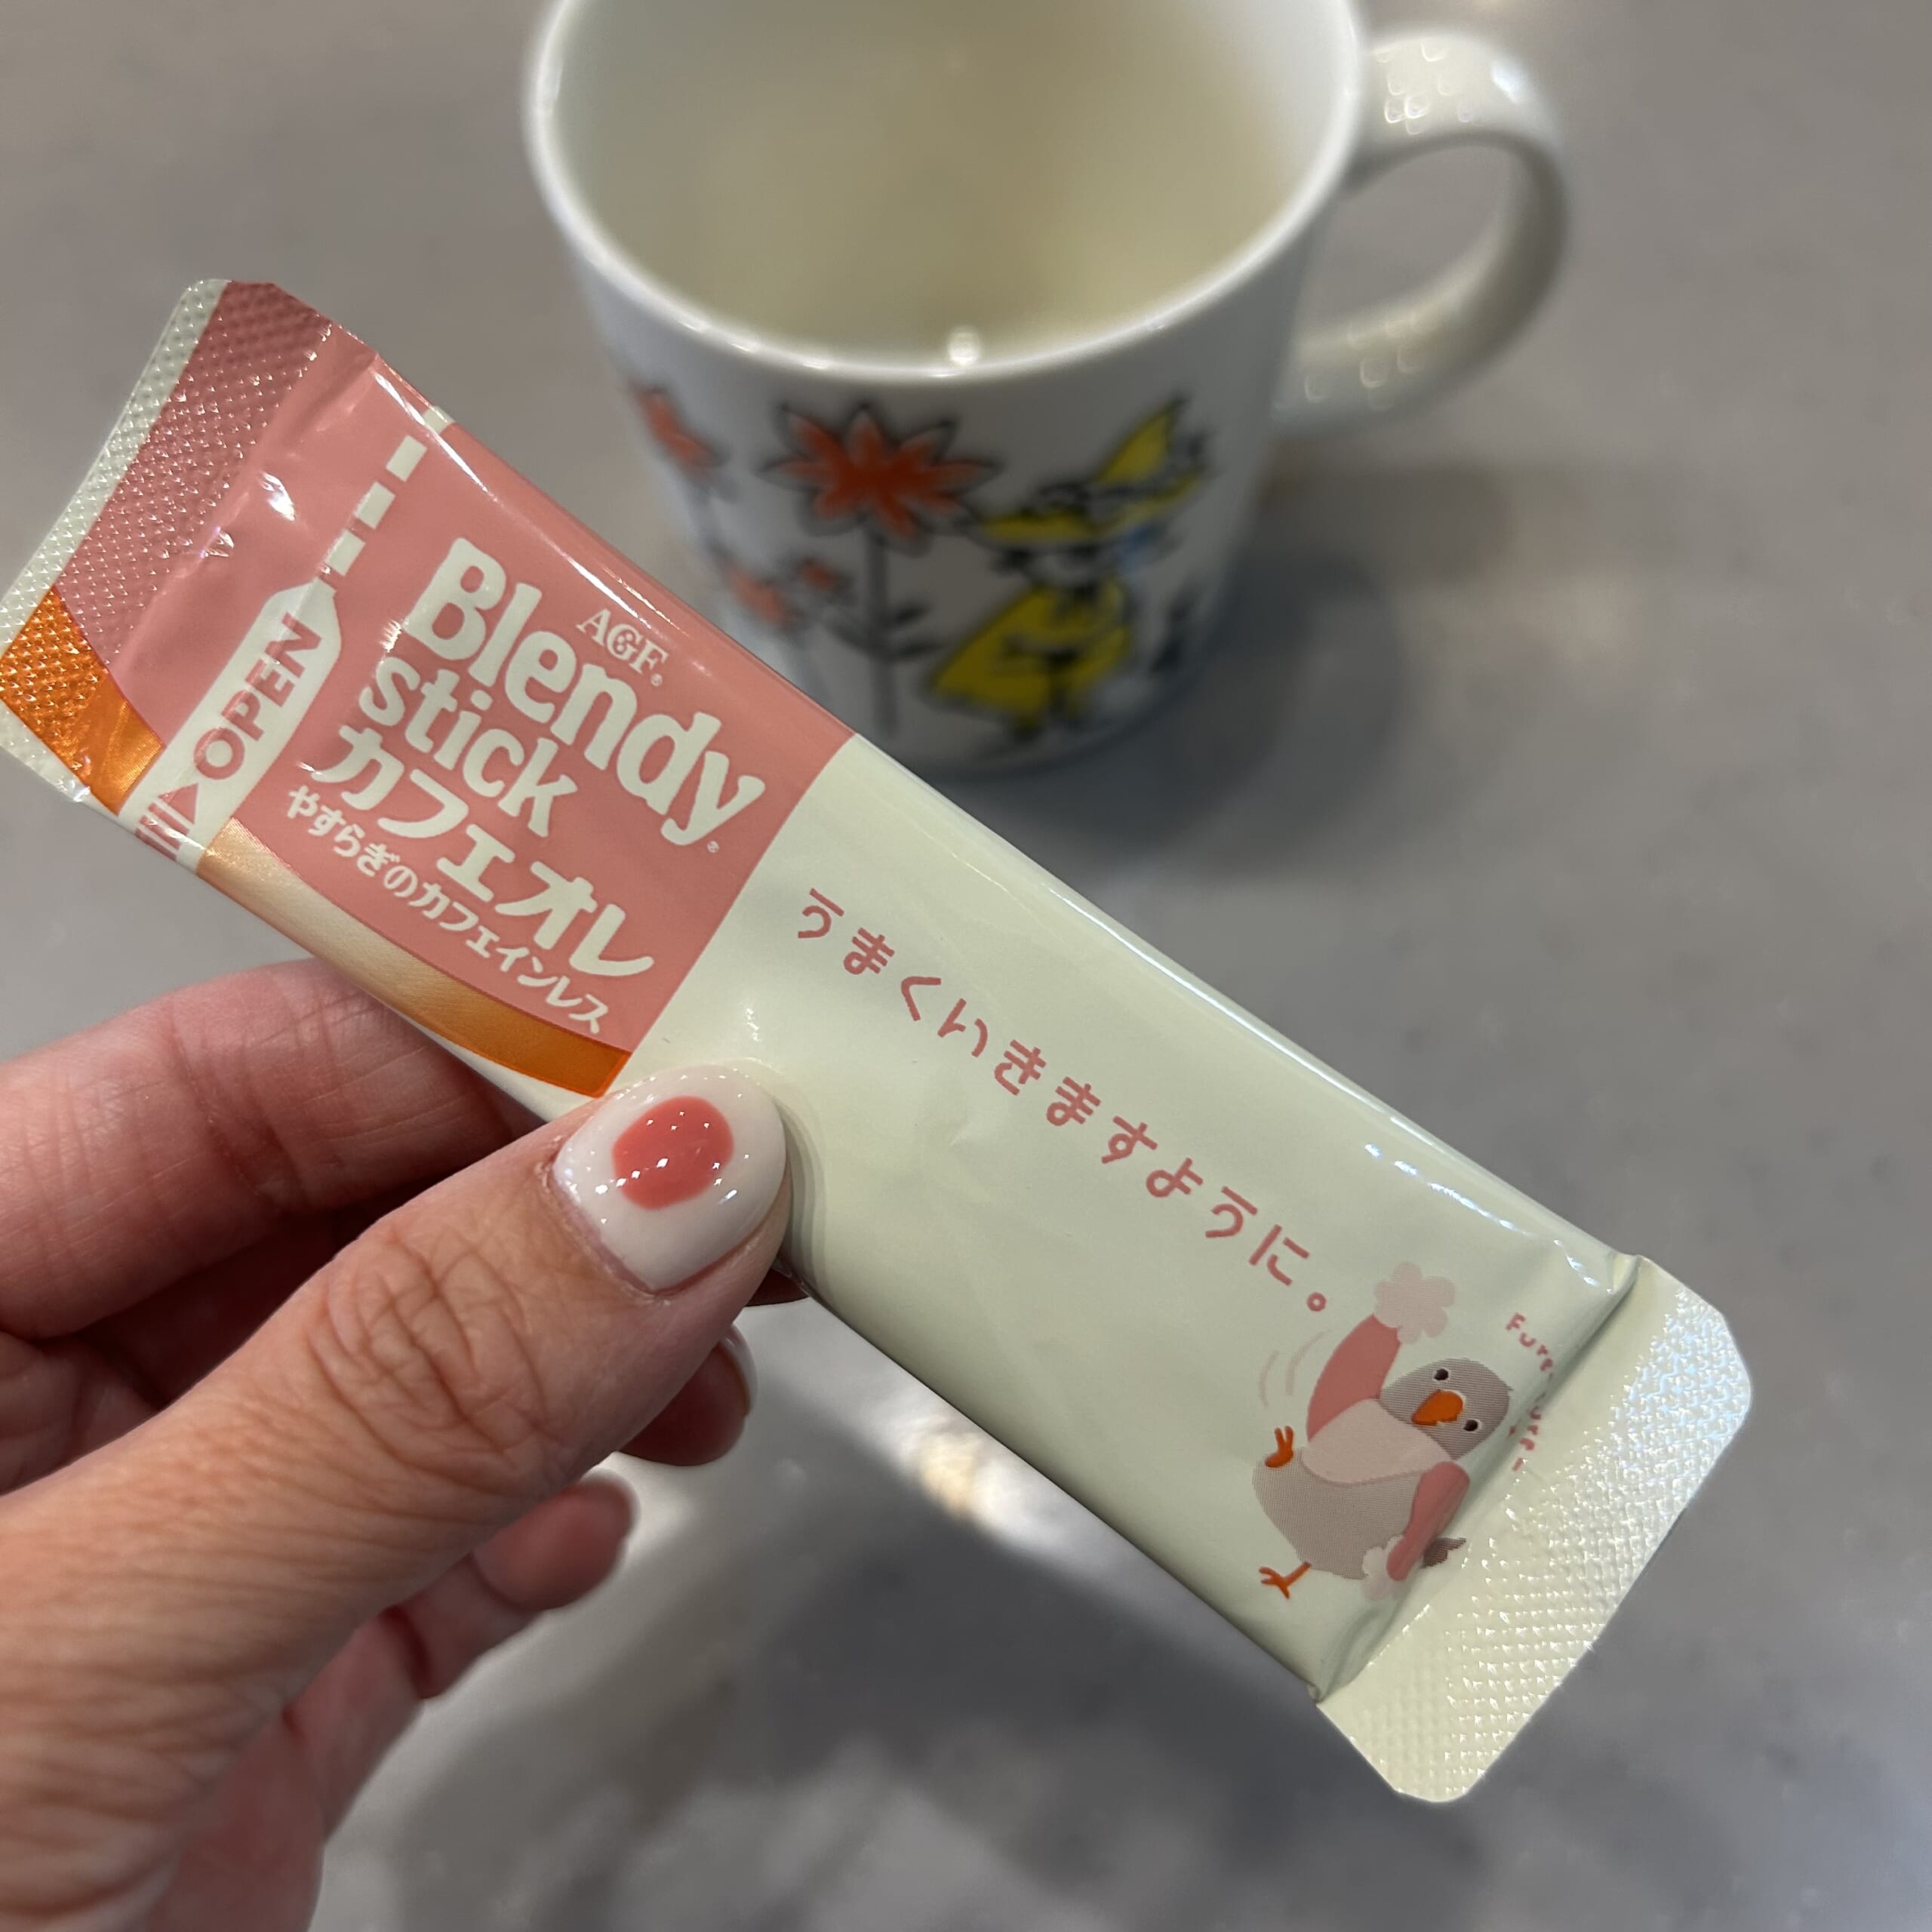 OPEN
AGF®
Blendy®
stick
カフェオレ
やすらぎのカフェインレス
うまくいきますように。